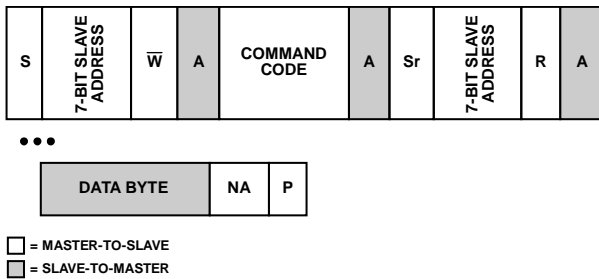 S 7-BIT SLAVE ADDRESS W̅ A COMMAND CODE A Sr 7-BIT SLAVE ADDRESS R A
•••
DATA BYTE NA P
= MASTER-TO-SLAVE
= SLAVE-TO-MASTER